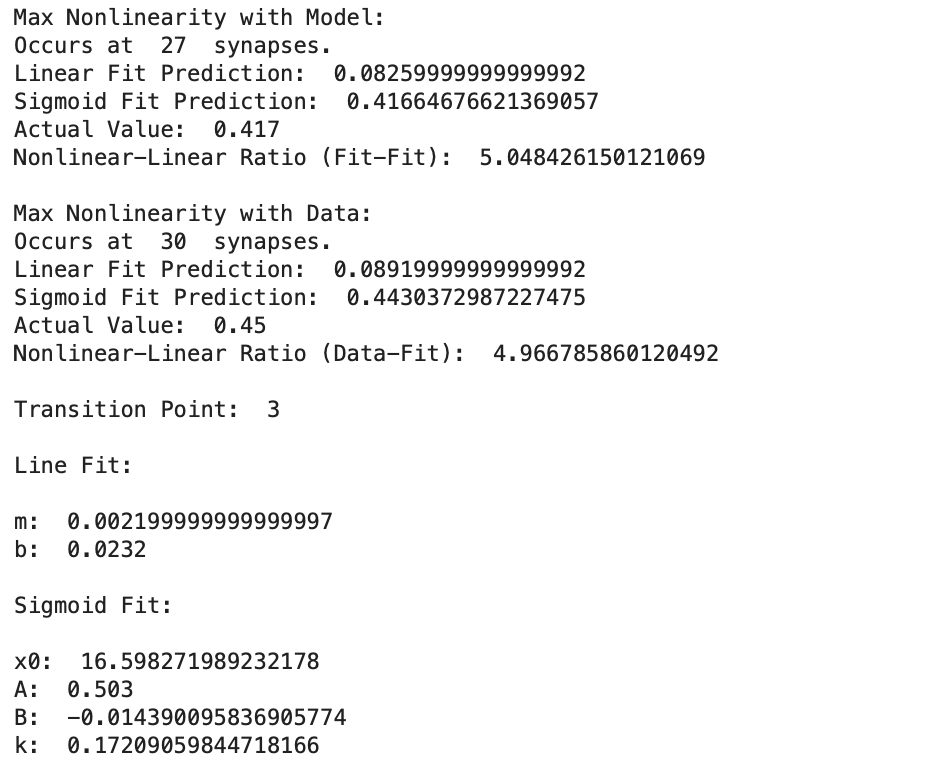 Max Nonlinearity with Model:
Occurs at  27  synapses.
Linear Fit Prediction:  0.08259999999999992
Sigmoid Fit Prediction:  0.41664676621369057
Actual Value:  0.417
Nonlinear-Linear Ratio (Fit-Fit):  5.048426150121069
Max Nonlinearity with Data:
Occurs at  30  synapses.
Linear Fit Prediction:  0.08919999999999992
Sigmoid Fit Prediction:  0.4430372987227475
Actual Value:  0.45
Nonlinear-Linear Ratio (Data-Fit):  4.966785860120492
Transition Point:  3
Line Fit:
m:  0.002199999999999997
b:  0.0232
Sigmoid Fit:
x0:  16.598271989232178
A:  0.503
B:  -0.014390095836905774
k:  0.17209059844718166